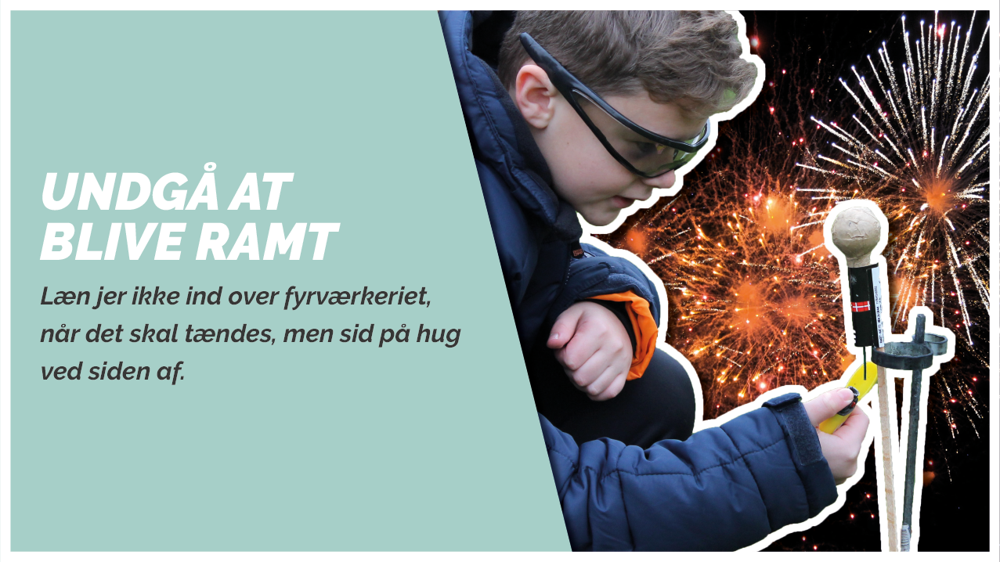 UNDGÅ AT
BLIVE RAMT
Læn jer ikke ind over fyrværkeriet,
når det skal tændes, men sid på hug
ved siden af.